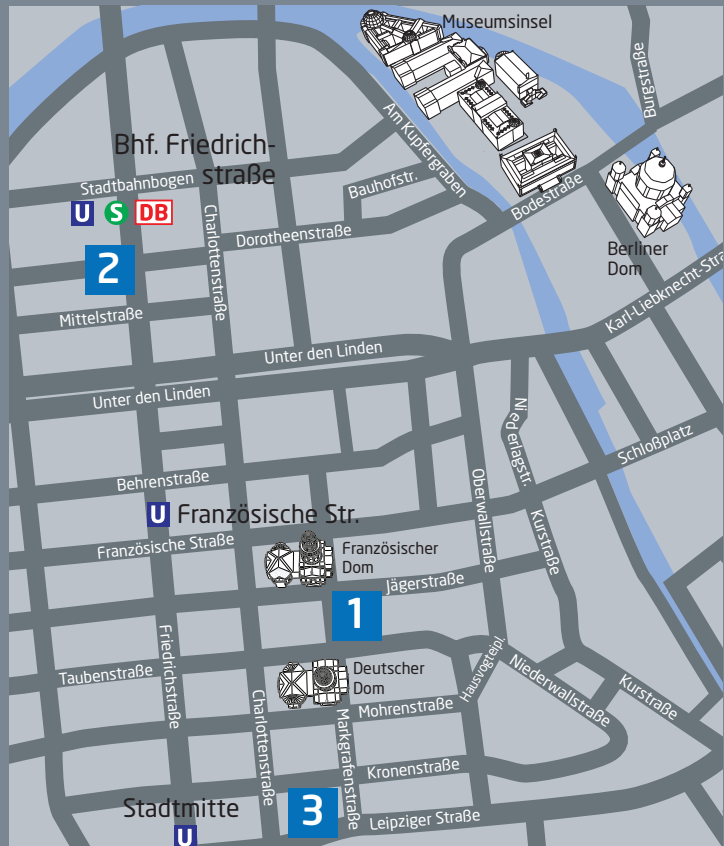 Museumsinsel
Burgstraße
Am Kupfergraben
Bhf. Friedrich-
straße
Stadtbahnbogen
Bauhofstr.
Bodestraße
U S DB
Charlottenstraße
Dorotheenstraße
Berliner
Dom
2
Karl-Liebknecht-Stra
Mittelstraße
Unter den Linden
Unter den Linden
Niederlagstr.
Schloßplatz
Behrenstraße
Oberwallstraße
U Französische Str.
Kurstraße
Französische Straße
Französischer
Dom
Jägerstraße
1
Friedrichstraße
Taubenstraße
Deutscher
Dom
Hausvogteipl.
Niederwallstraße
Kurstraße
Charlottenstraße
Markgrafenstraße
Mohrenstraße
Kronenstraße
Stadtmitte
U
3
Leipziger Straße